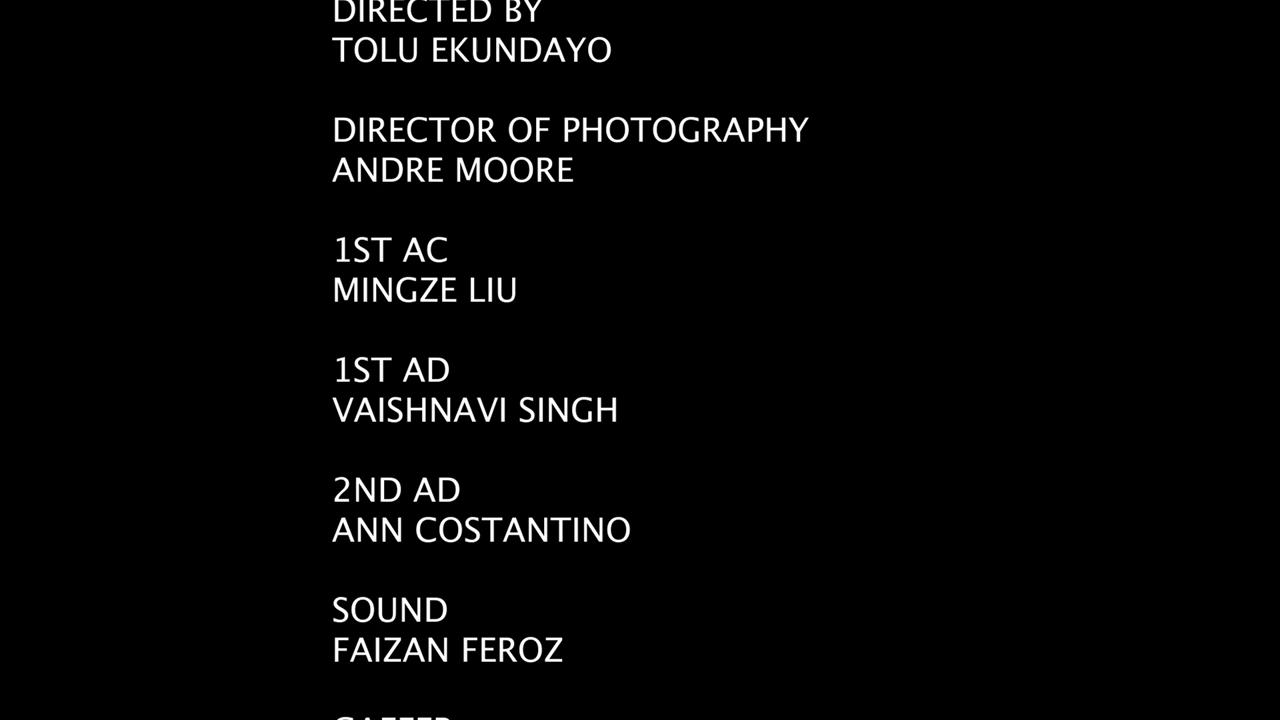 DIRECTED BY
TOLU EKUNDAYO
DIRECTOR OF PHOTOGRAPHY
ANDRE MOORE
1ST AC
MINGZE LIU
1ST AD
VAISHNAVI SINGH
2ND AD
ANN COSTANTINO
SOUND
FAIZAN FEROZ